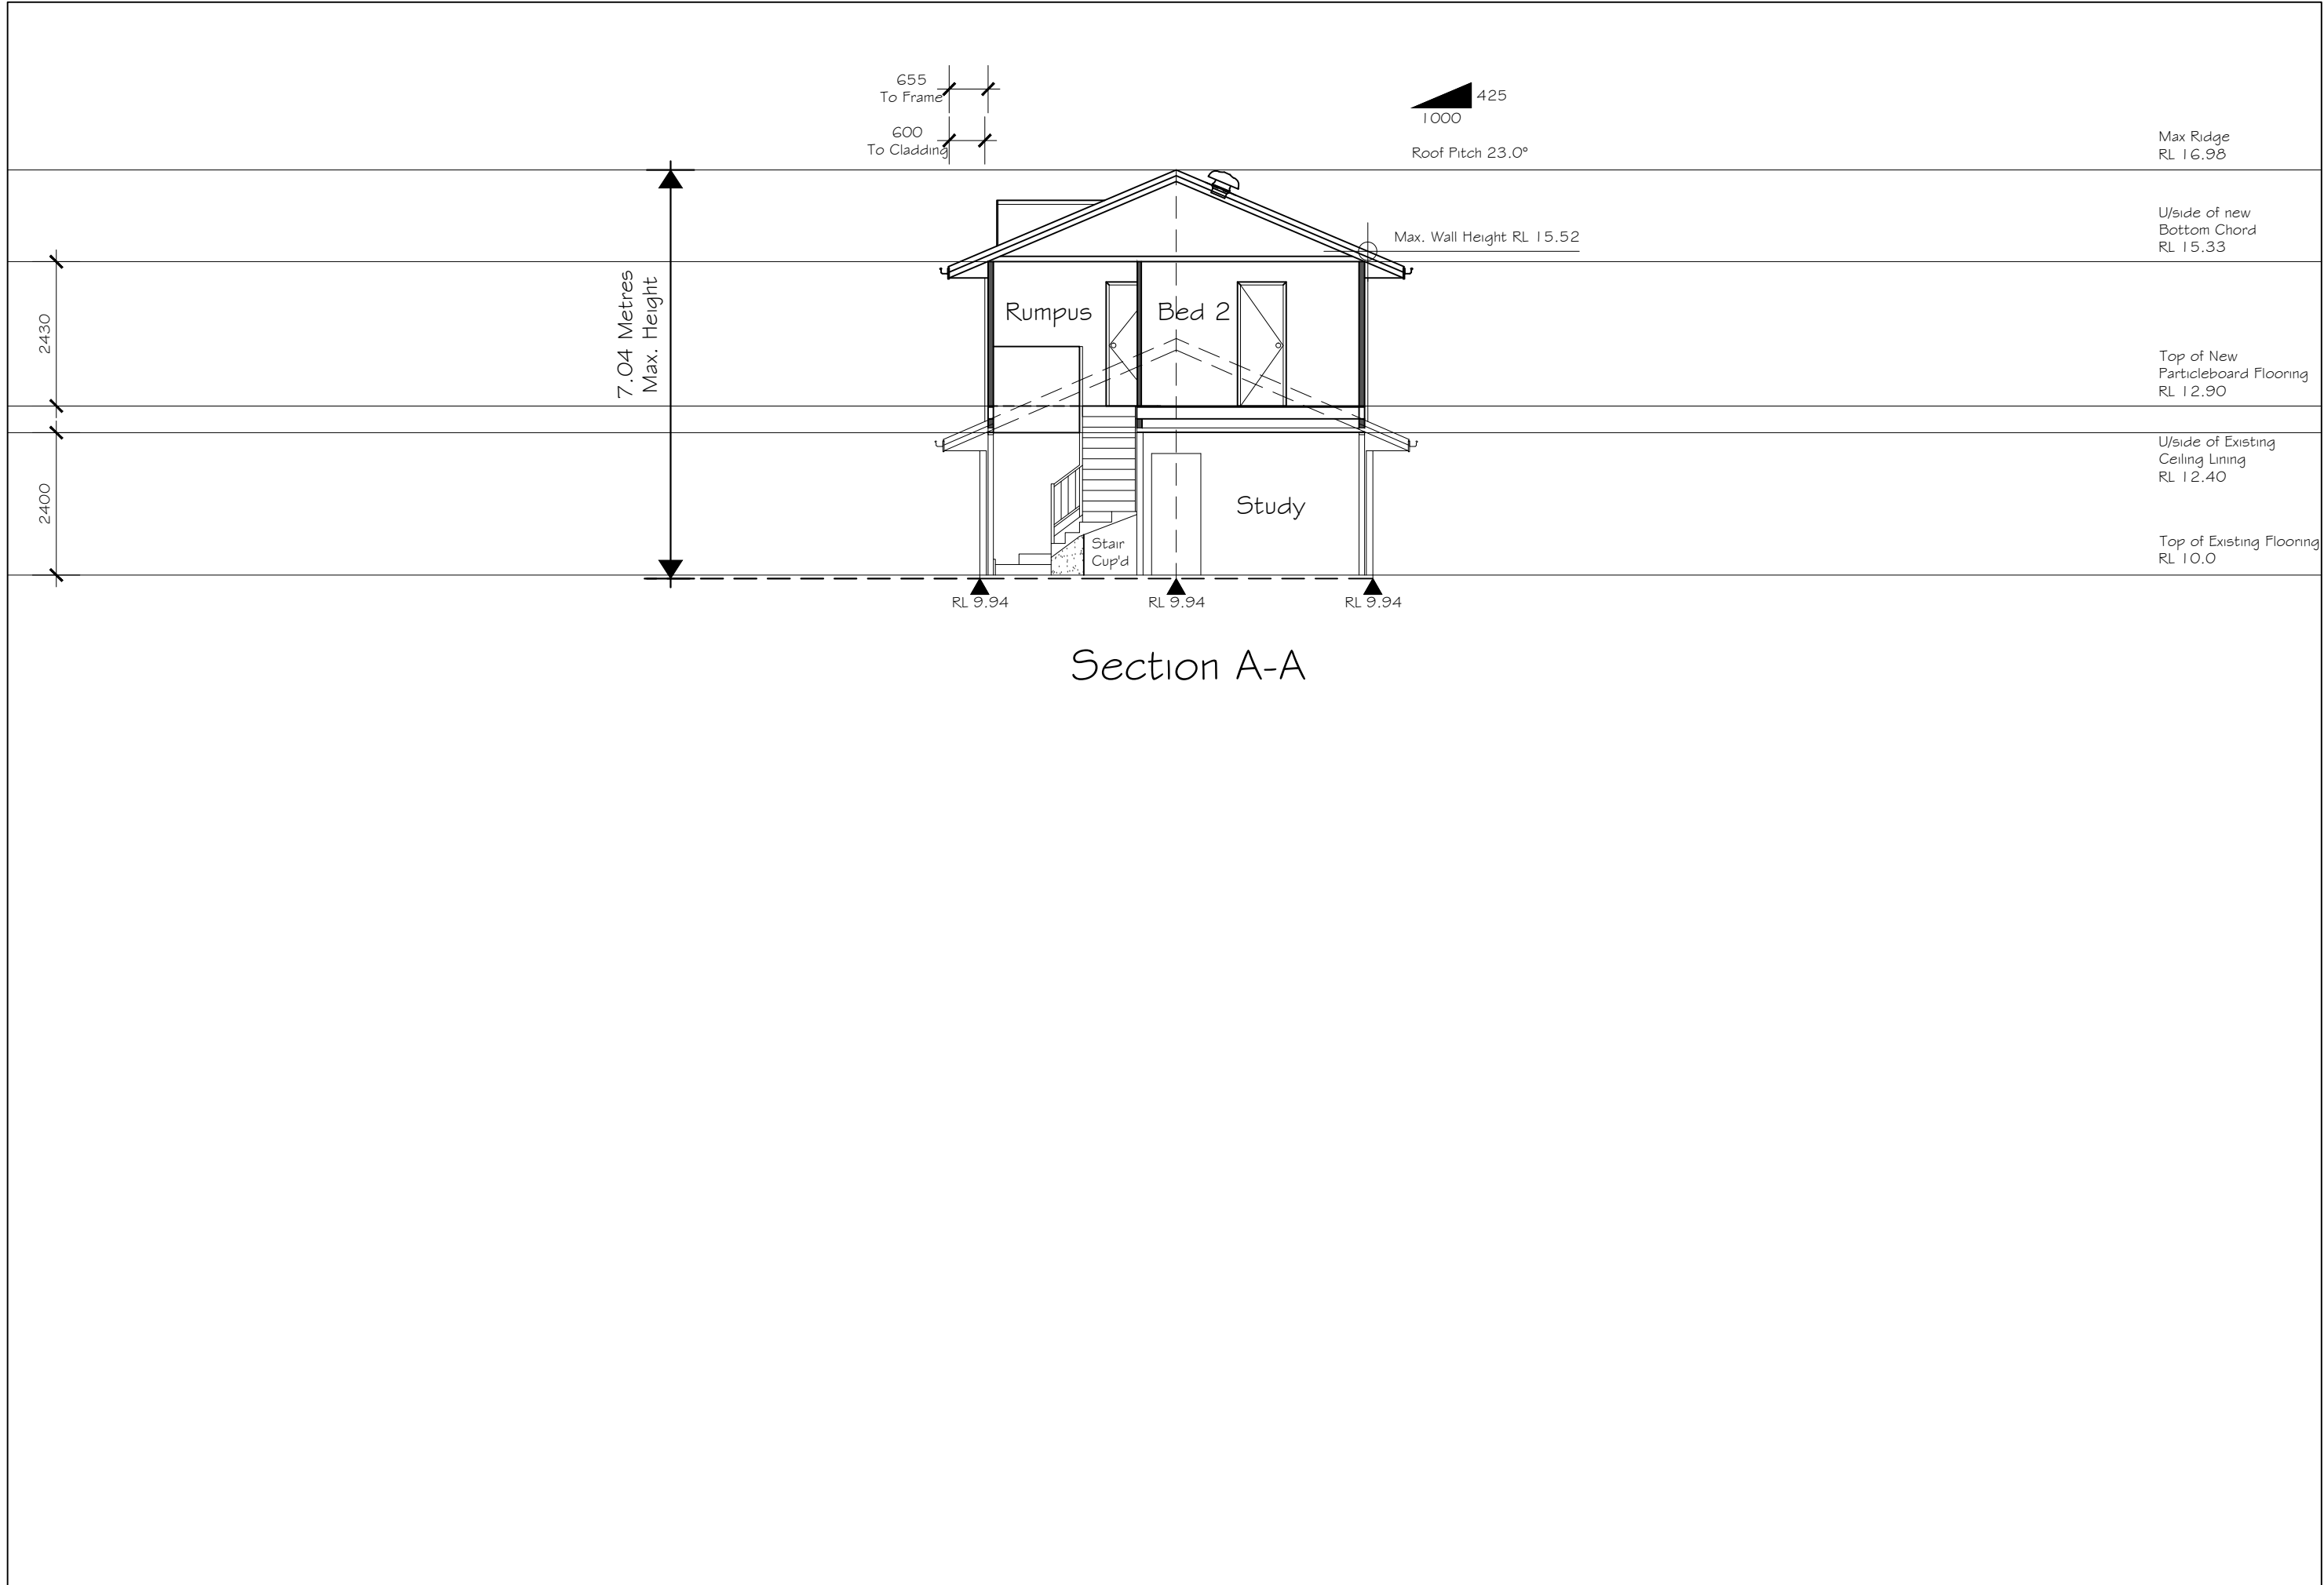 655
To Frame
600
To Cladding
425
1000
Roof Pitch 23.0°
Max Ridge
RL 16.98
U/side of new
Bottom Chord
RL 15.33
Max. Wall Height RL 15.52
2430
7.04 Metres
Max. Height
Rumpus
Bed 2
Top of New
Particleboard Flooring
RL 12.90
U/side of Existing
Ceiling Lining
RL 12.40
2400
Study
Stair
Cup'd
Top of Existing Flooring
RL 10.0
RL 9.94
RL 9.94
RL 9.94
Section A-A